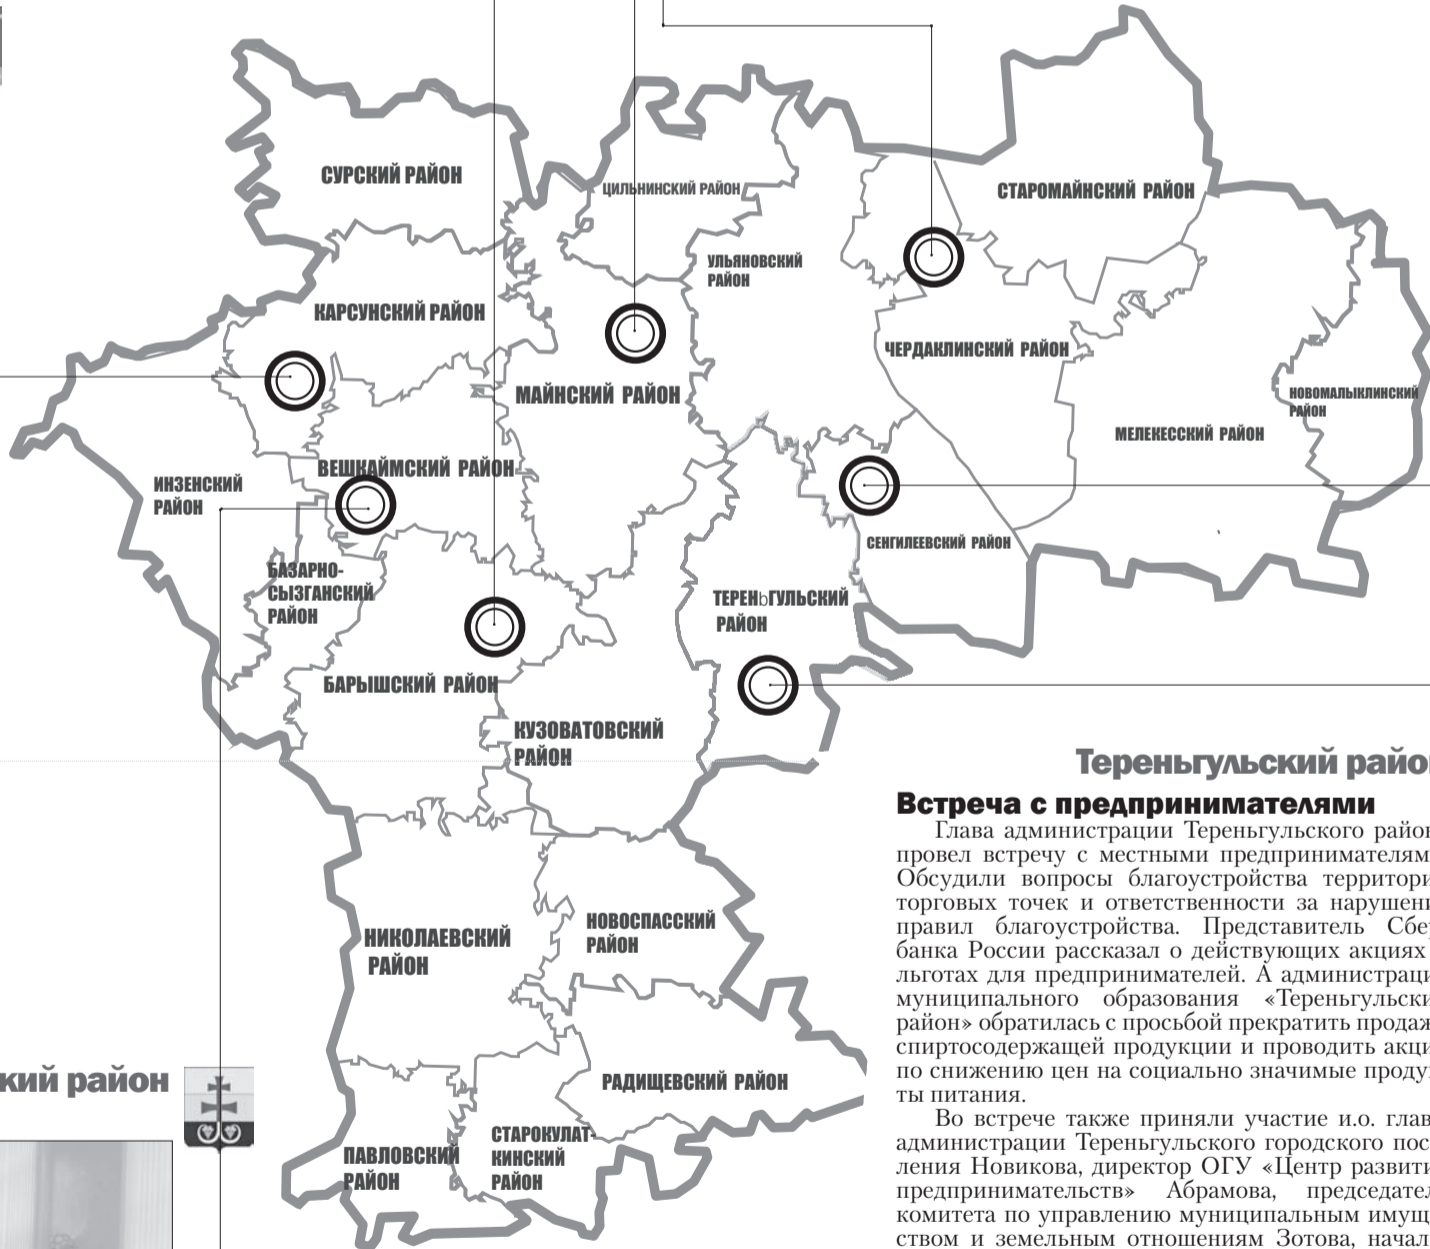 СУРСКИЙ РАЙОН
ЦИЛЬНИНСКИЙ РАЙОН
СТАРОМАЙНСКИЙ РАЙОН
УЛЬЯНОВСКИЙ
РАЙОН
КАРСУНСКИЙ РАЙОН
ЧЕРДАКЛИНСКИЙ РАЙОН
МАЙНСКИЙ РАЙОН
НОВОМАЛЫКЛИНСКИЙ
РАЙОН
МЕЛЕКЕССКИЙ РАЙОН
ВЕШКАЙМСКИЙ РАЙОН
ИНЗЕНСКИЙ
РАЙОН
СЕНГИЛЕЕВСКИЙ РАЙОН
БАЗАРНО-
СЫЗГАНСКИЙ
РАЙОН
ТЕРЕНЬГУЛЬСКИЙ
РАЙОН
БАРЫШСКИЙ РАЙОН
КУЗОВАТОВСКИЙ
РАЙОН
НИКОЛАЕВСКИЙ
РАЙОН
НОВОСПАССКИЙ
РАЙОН
РАДИЩЕВСКИЙ РАЙОН
ПАВЛОВСКИЙ
РАЙОН
СТАРОКУЛАТ-
КИНСКИЙ
РАЙОН
кий район
Тереньгульский райо
Встреча с предпринимателями
Глава администрации Тереньгульского район
провел встречу с местными предпринимателям
Обсудили вопросы благоустройства территори
торговых точек и ответственности за нарушени
правил благоустройства. Представитель Сбер
банка России рассказал о действующих акциях
льготах для предпринимателей. А администраци
муниципального образования «Тереньгульски
район» обратилась с просьбой прекратить продаж
спиртосодержащей продукции и проводить акци
по снижению цен на социально значимые проду
ты питания.
Во встрече также приняли участие и.о. глав
администрации Тереньгульского городского посе
ления Новикова, директор ОГУ «Центр развити
предпринимательств» Абрамова, председател
комитета по управлению муниципальным имущ
ством и земельным отношениям Зотова, начал